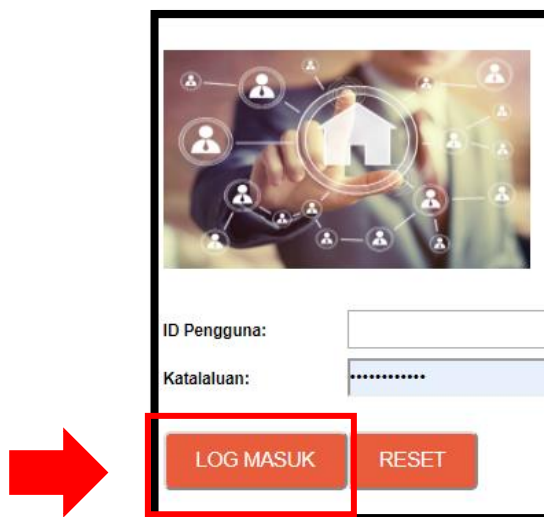 ID Pengguna:
Katalaluan:
••••••••••••
LOG MASUK
RESET